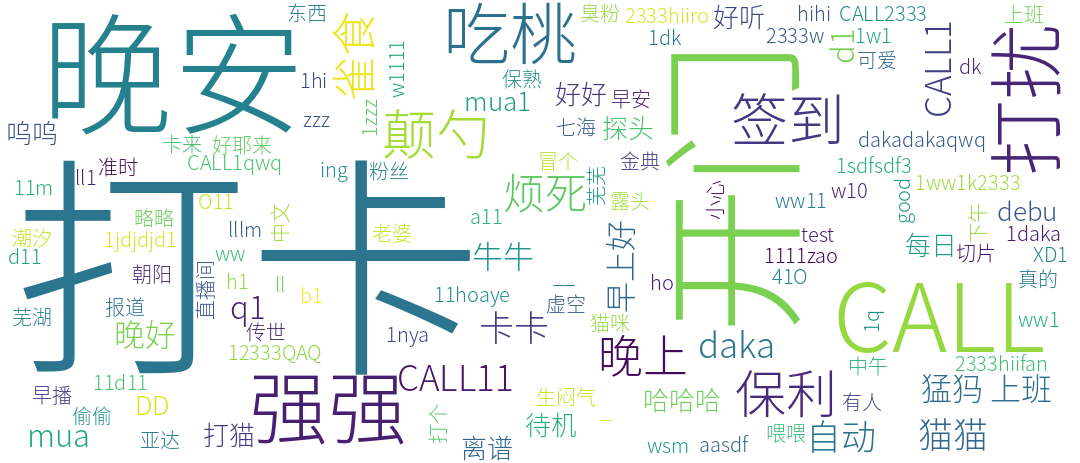 晚安
打卡
开门
CALL
强强
吃桃
签到
打扰
保利
颠勺
雀食
烦死
晚上
daka
CALL11
CALL1
卡卡
早上好
牛牛
猫猫
自动
猛犸
上班
晚好
打猫
待机
离谱
每日
探头
好好
好听
mua
mua1
q1
d1
DD
debu
哈哈哈
东西
臭粉
2333hiiro
1dk
2333w
hihi
CALL2333
1w1
可爱
上班
dk
1hi
zzz
1zzz
w1111
保熟
早安
七海
金典
冒个
芜芜
露头
小心
dakadakaqwq
1sdfsdf3
w10
ww11
good
1ww1k2333
下午
切片
1daka
XD1
真的
ww1
呜呜
卡来
好耶来
CALL1qwq
准时
ll1
11m
O11
略略
潮汐
1jdjdjd1
d11
朝阳
报道
芜湖
ww
lllm
中文
ing
粉丝
老婆
a11
直播间
h1
ll
b1
传世
12333QAQ
1nya
11hoaye
虚空
__
猫咪
ho
test
1111zao
41O
1q
中午
2333hiifan
早播
11d11
偷偷
亚达
打个
生闷气
一
wsm
aasdf
喂喂
有人